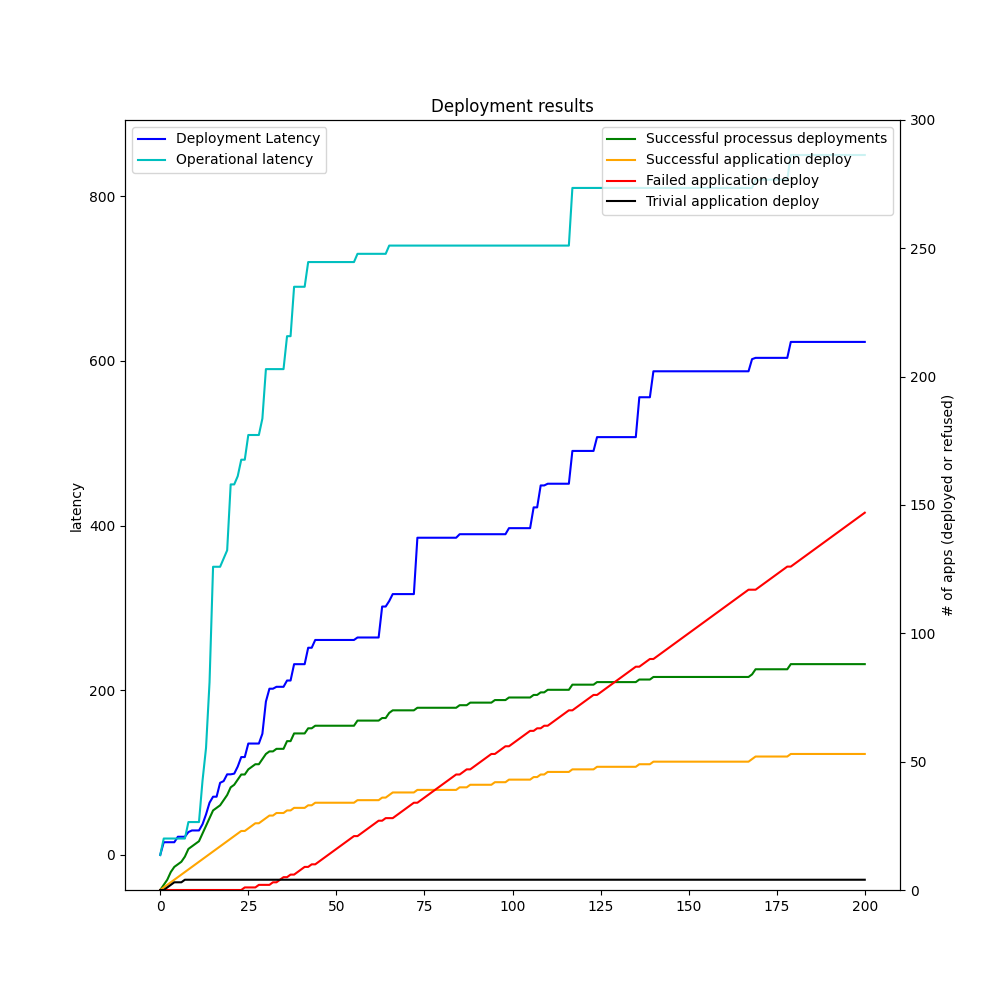 Deployment results
Deployment Latency
Operational latency
Successful processus deployments
Successful application deploy
Failed application deploy
Trivial application deploy
latency
0
200
400
600
800
# of apps (deployed or refused)
0
50
100
150
200
250
300
0 25 50 75 100 125 150 175 200